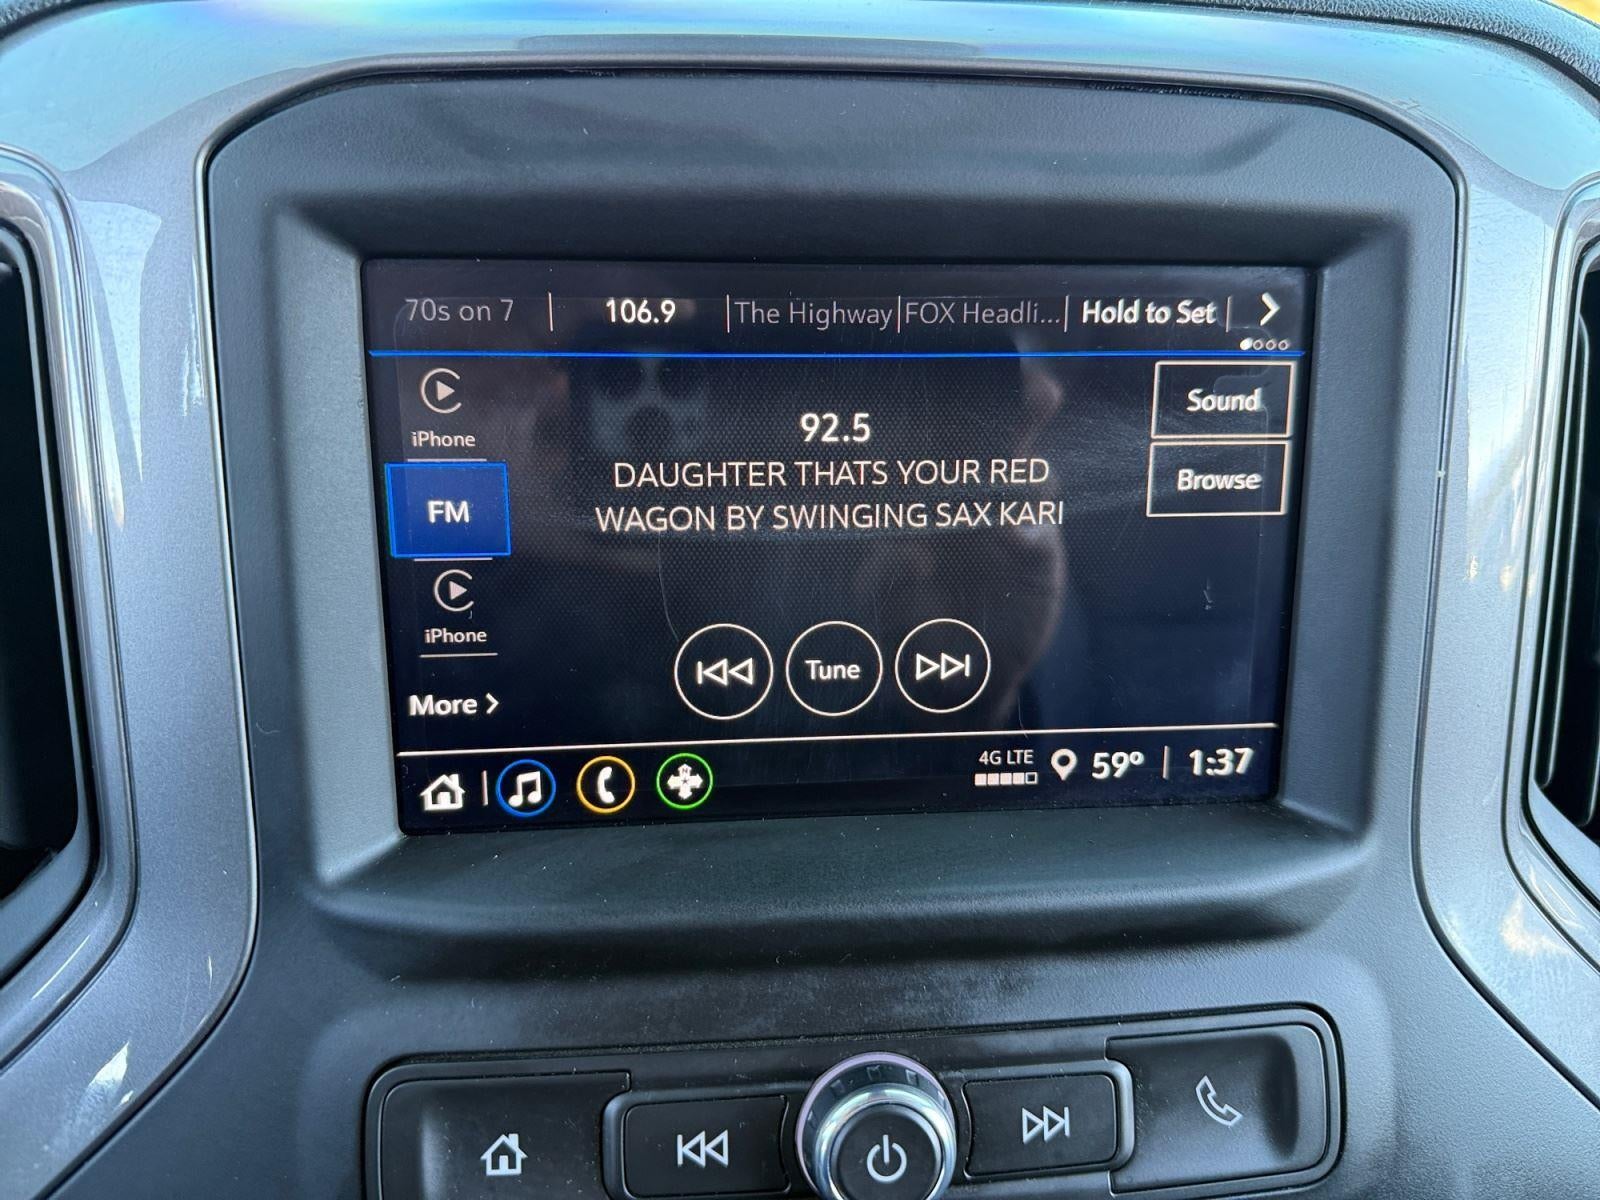 70s on 7 | 106.9 | The Highway | FOX Headli... | Hold to Set |
iPhone
FM
iPhone
More
92.5
DAUGHTER THATS YOUR RED
WAGON BY SWINGING SAX KARI
Sound
Browse
Tune
4G LTE 59° | 1:37